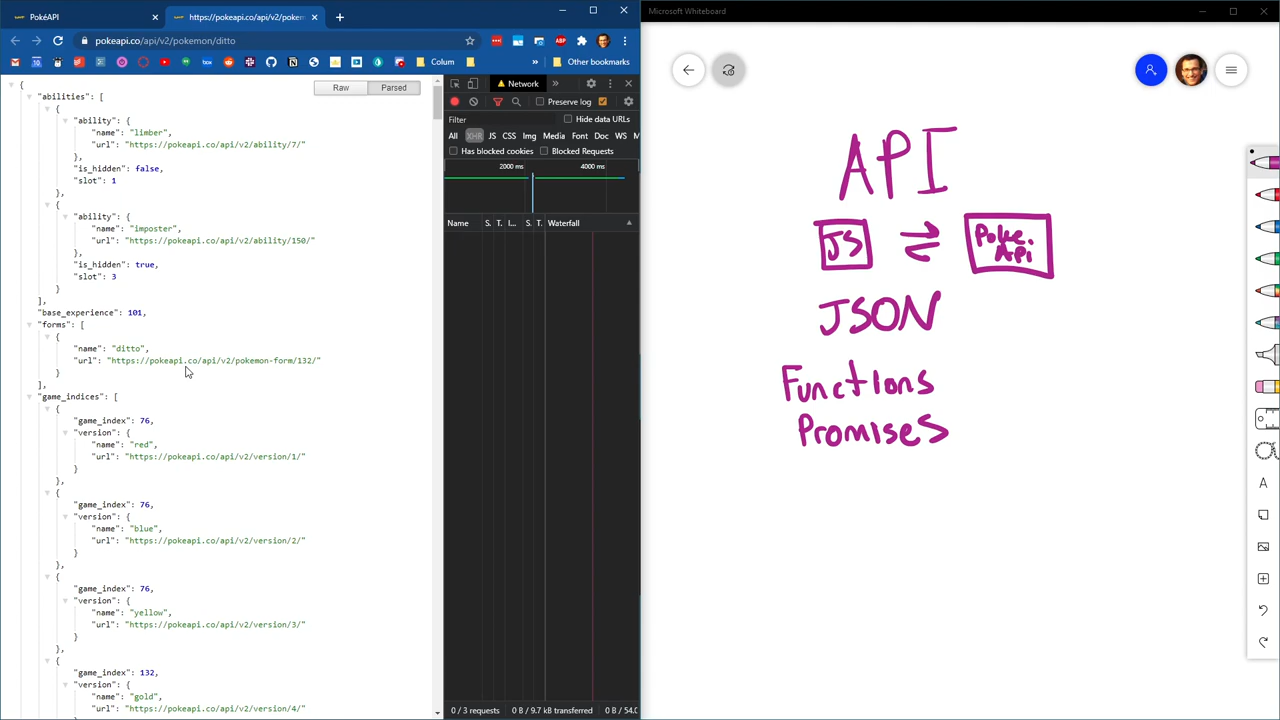 PokéAPI
https://pokeapi.co/api/v2/pokem
pokeapi.co/api/v2/pokemon/ditto
Colum
»
Other bookmarks
Raw
Parsed
{
"abilities": [
{
"ability": {
"name": "limber",
"url": "https://pokeapi.co/api/v2/ability/7/"
},
"is_hidden": false,
"slot": 1
},
{
"ability": {
"name": "imposter",
"url": "https://pokeapi.co/api/v2/ability/150/"
},
"is_hidden": true,
"slot": 3
}
],
"base_experience": 101,
"forms": [
{
"name": "ditto",
"url": "https://pokeapi.co/api/v2/pokemon-form/132/"
}
],
"game_indices": [
{
"game_index": 76,
"version": {
"name": "red",
"url": "https://pokeapi.co/api/v2/version/1/"
}
},
{
"game_index": 76,
"version": {
"name": "blue",
"url": "https://pokeapi.co/api/v2/version/2/"
}
},
{
"game_index": 76,
"version": {
"name": "yellow",
"url": "https://pokeapi.co/api/v2/version/3/"
}
},
{
"game_index": 132,
"version": {
"name": "gold",
"url": "https://pokeapi.co/api/v2/version/4/"
Network
»
Preserve log
Filter
Hide data URLs
All XHR JS CSS Img Media Font Doc WS M
Has blocked cookies Blocked Requests
2000 ms 4000 ms
Name S. T. I... S. T. Waterfall
0 / 3 requests 0 B / 9.7 kB transferred 0 B / 54.0
Microsoft Whiteboard
API
JS
Poke.
Api
JSON
Functions
Promises
A